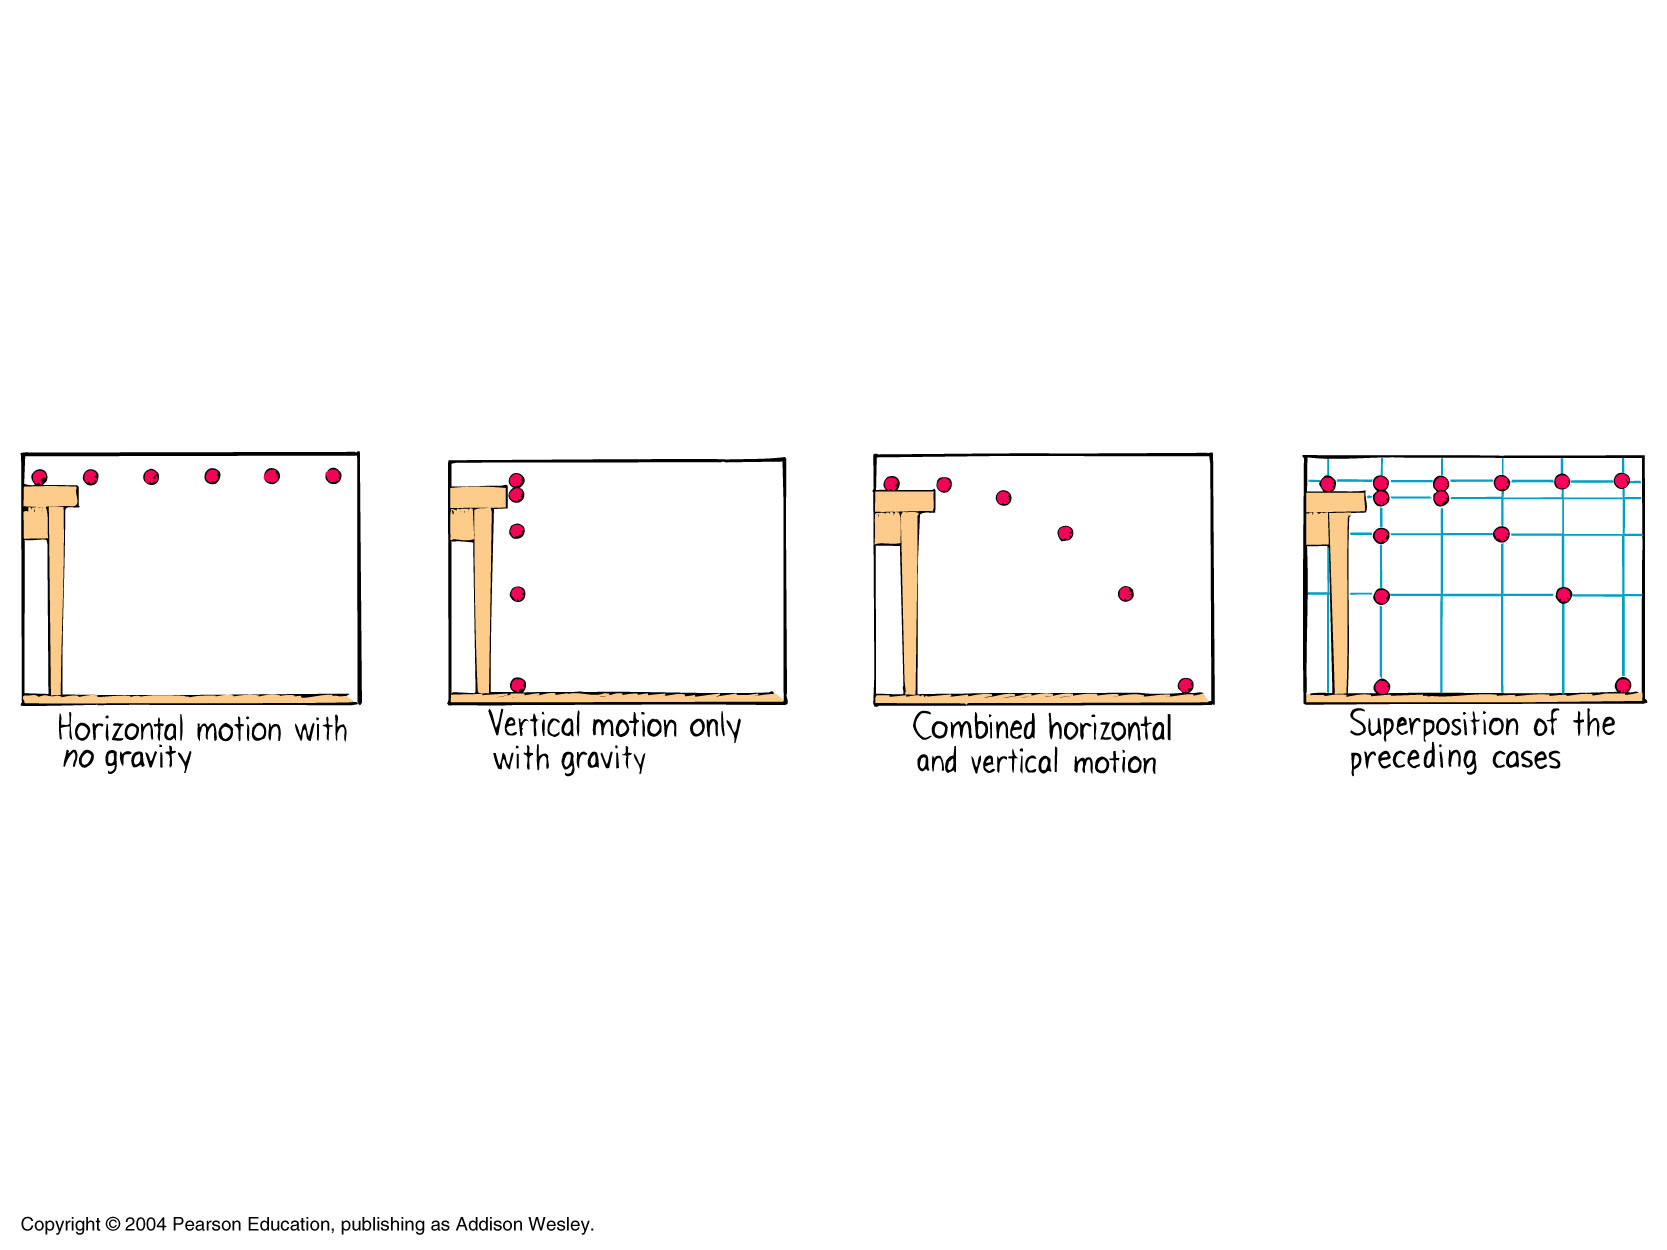 Horizontal motion with
no gravity
Vertical motion only
with gravity
Combined horizontal
and vertical motion
Superposition of the
preceding cases
Copyright © 2004 Pearson Education, publishing as Addison Wesley.